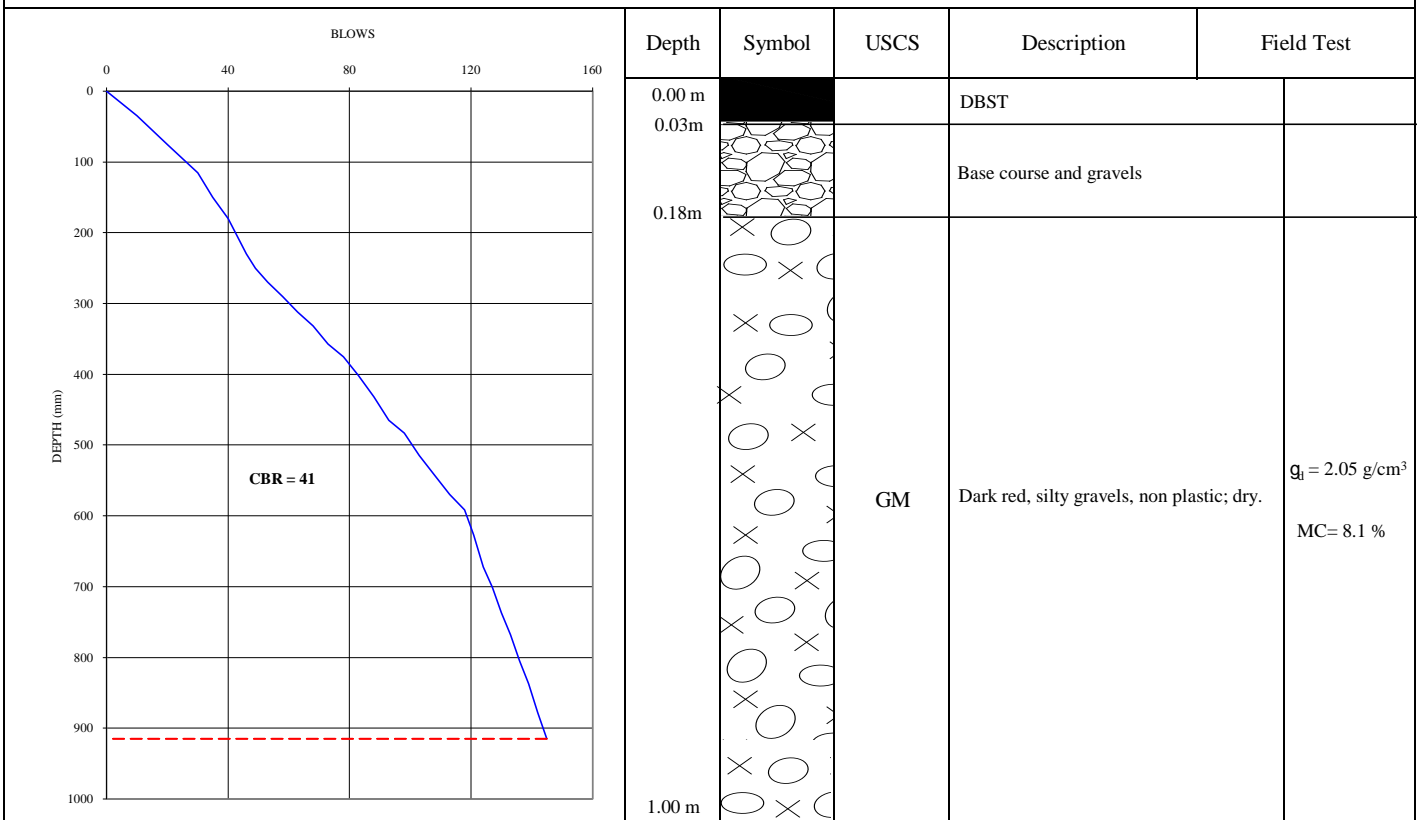 BLOWS
0 40 80 120 160
0
100
200
300
400
500
600
700
800
900
1000
DEPTH (mm)
CBR = 41
Depth Symbol USCS Description Field Test
0.00 m DBST
0.03m
Base course and gravels
0.18m
GM Dark red, silty gravels, non plastic; dry.
gd = 2.05 g/cm³
MC= 8.1 %
1.00 m